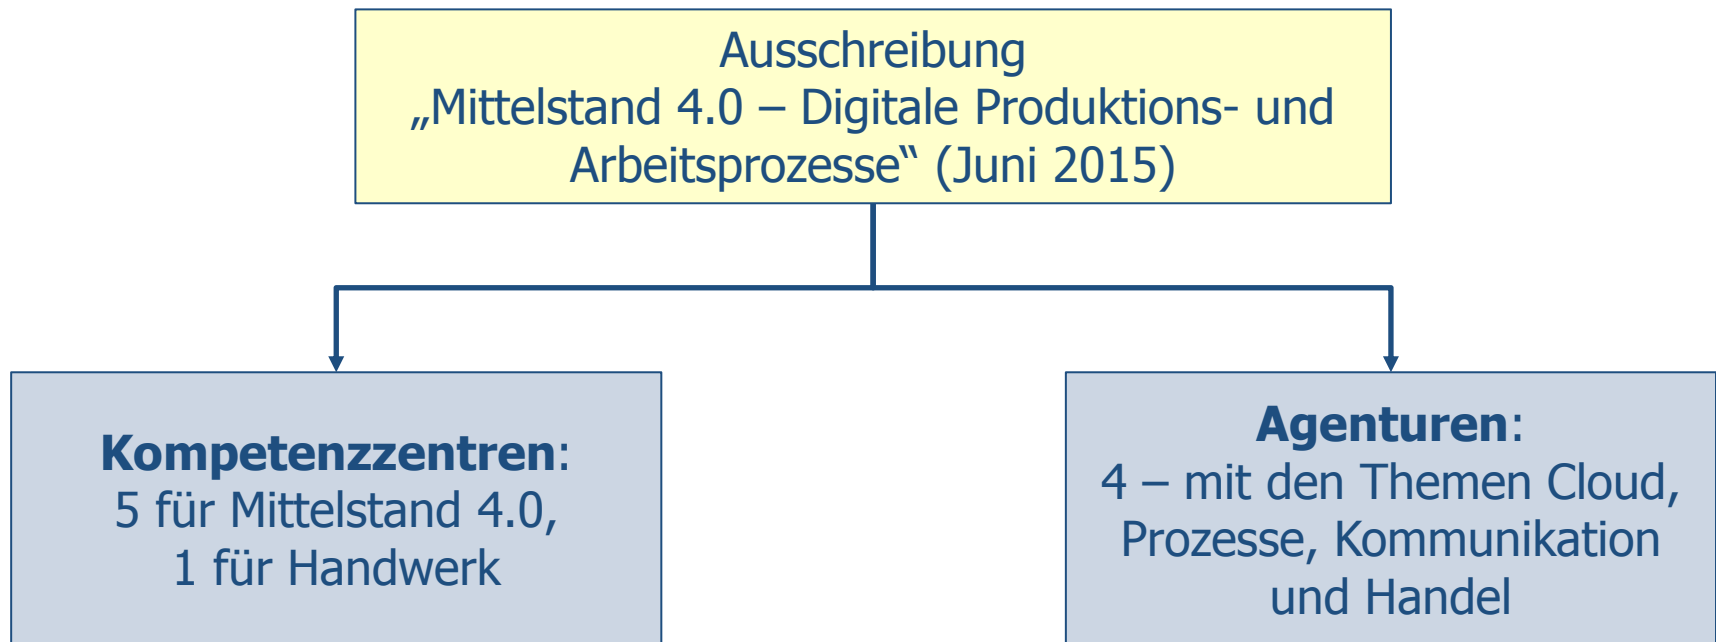 Ausschreibung
„Mittelstand 4.0 – Digitale Produktions- und
Arbeitsprozesse“ (Juni 2015)
Kompetenzzentren:
5 für Mittelstand 4.0,
1 für Handwerk
Agenturen:
4 – mit den Themen Cloud,
Prozesse, Kommunikation
und Handel